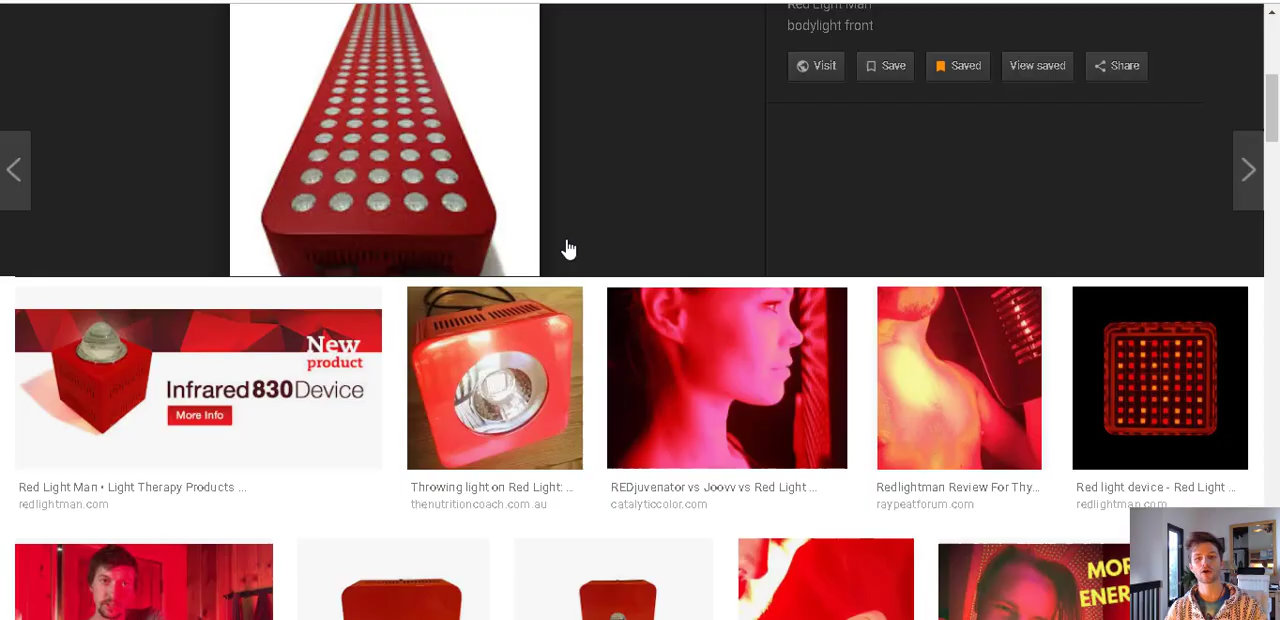 Red Light Man
bodylight front
Visit
Save
Saved
View saved
Share
New
product
Infrared 830 Device
More Info
Red Light Man • Light Therapy Products ...
redlightman.com
Throwing light on Red Light: ...
thenutritioncoach.com.au
REDjuvenator vs Joovv vs Red Light ...
catalyticcolor.com
Redlightman Review For Thy...
raypeatforum.com
Red light device - Red Light ...
redlightman.com
MOR
ENER